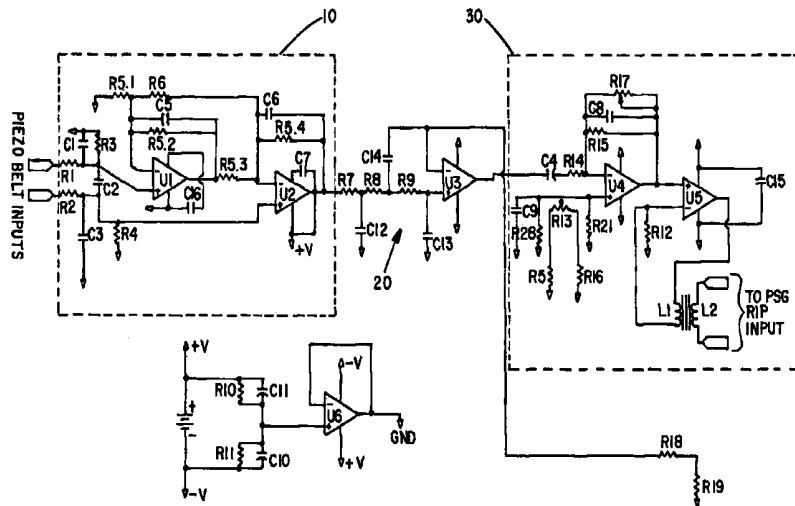 10
30
R5.1
R6
C6
R17
C5
C8
PIEZO BELT INPUTS
C1
R3
R5.2
R5.4
C14
R15
R1
U1
R5.3
C7
U3
C4
R14
U4
C15
C2
U2
R7
R8
R9
U5
R2
C16
C9
R13
R12
C3
R4
+V
C12
C13
R28
R21
20
R5
R16
L1
L2
TO PSG
RIP
INPUT
+V
-V
R10
C11
U6
+
-
R11
C10
GND
+V
-V
R18
R19